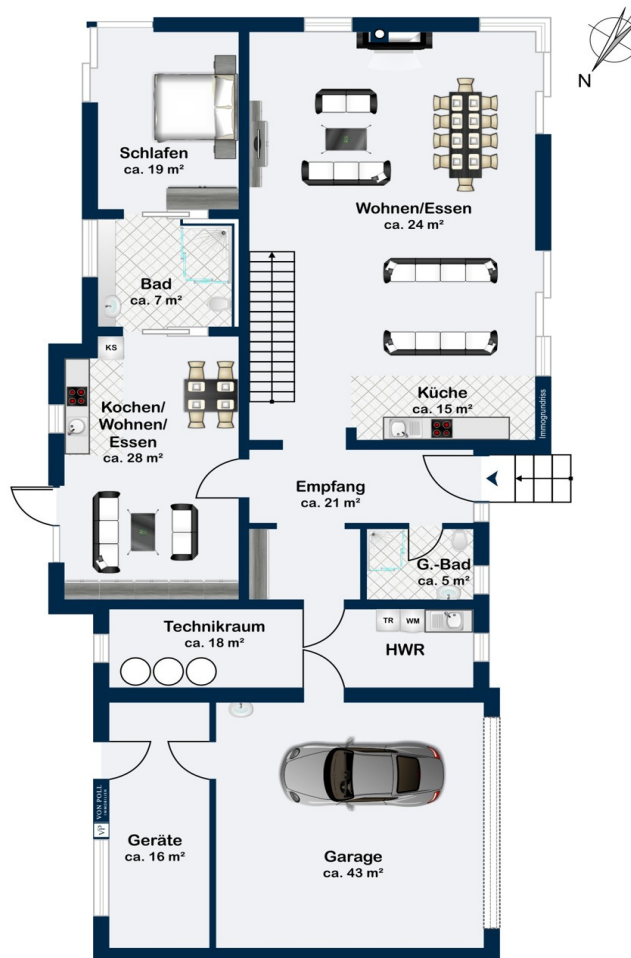 N
Schlafen
ca. 19 m²
Wohnen/Essen
ca. 24 m²
Bad
ca. 7 m²
KS
Kochen/
Wohnen/
Essen
ca. 28 m²
Küche
ca. 15 m²
Immogrundriss
Empfang
ca. 21 m²
G.-Bad
ca. 5 m²
Technikraum
ca. 18 m²
TR
WM
HWR
VP VON POLL
IMMOBILIEN
Geräte
ca. 16 m²
Garage
ca. 43 m²